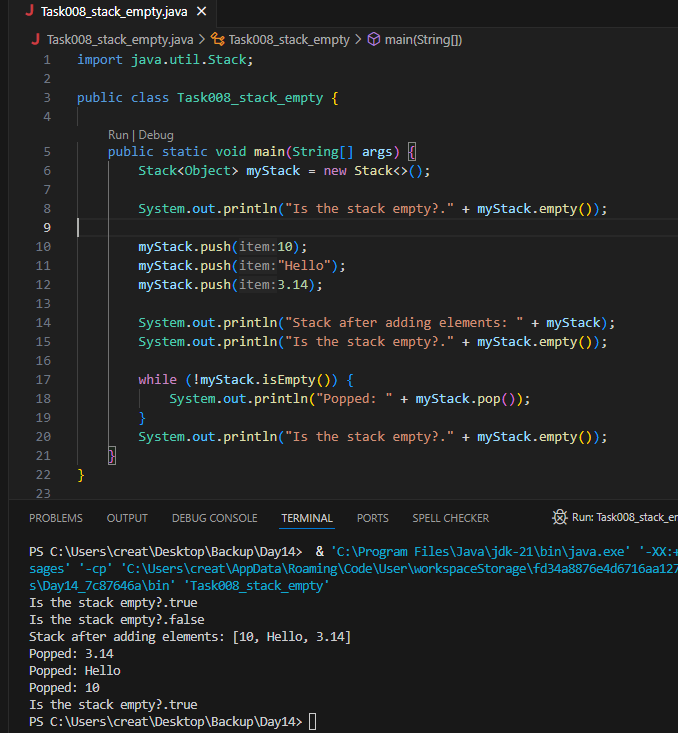 Task008_stack_empty.java
Task008_stack_empty.java > Task008_stack_empty > main(String[])
1 import java.util.Stack;
2
3 public class Task008_stack_empty {
4
Run | Debug
5 public static void main(String[] args) {
6 Stack<Object> myStack = new Stack<>();
7
8 System.out.println("Is the stack empty?." + myStack.empty());
9
10 myStack.push(item:10);
11 myStack.push(item:"Hello");
12 myStack.push(item:3.14);
13
14 System.out.println("Stack after adding elements: " + myStack);
15 System.out.println("Is the stack empty?." + myStack.empty());
16
17 while (!myStack.isEmpty()) {
18 System.out.println("Popped: " + myStack.pop());
19 }
20 System.out.println("Is the stack empty?." + myStack.empty());
21 }
22 }
23
PROBLEMS OUTPUT DEBUG CONSOLE TERMINAL PORTS SPELL CHECKER Run: Task008_stack_er
PS C:\Users\creat\Desktop\Backup\Day14> & 'C:\Program Files\Java\jdk-21\bin\java.exe' '-XX:+
sages' '-cp' 'C:\Users\creat\AppData\Roaming\Code\User\workspaceStorage\fd34a8876e4d6716aa127
s\Day14_7c87646a\bin' 'Task008_stack_empty'
Is the stack empty?.true
Is the stack empty?.false
Stack after adding elements: [10, Hello, 3.14]
Popped: 3.14
Popped: Hello
Popped: 10
Is the stack empty?.true
PS C:\Users\creat\Desktop\Backup\Day14>